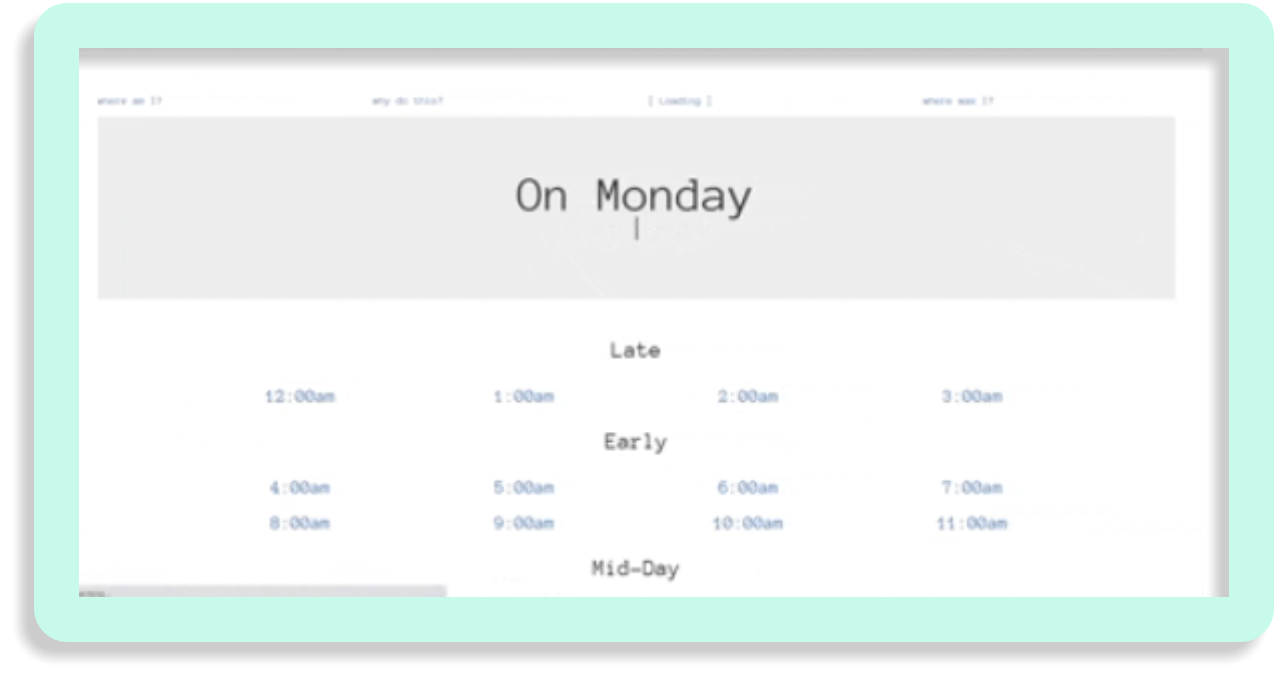 where am I? why do this? [ Loading ] where was I?
On Monday
Late
12:00am 1:00am 2:00am 3:00am
Early
4:00am 5:00am 6:00am 7:00am
8:00am 9:00am 10:00am 11:00am
Mid-Day